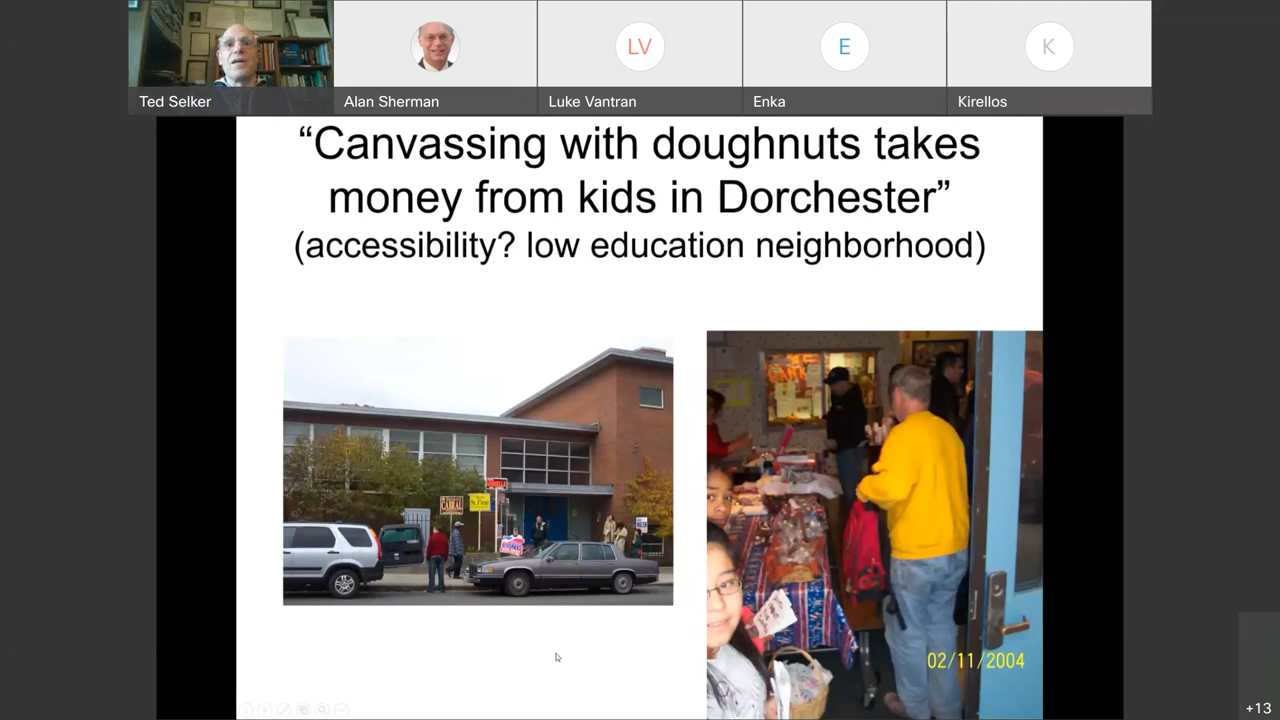 Ted Selker
Alan Sherman
LV
Luke Vantran
E
Enka
K
Kirellos
“Canvassing with doughnuts takes
money from kids in Dorchester”
(accessibility? low education neighborhood)
CABRAL
02/11/2004
+13